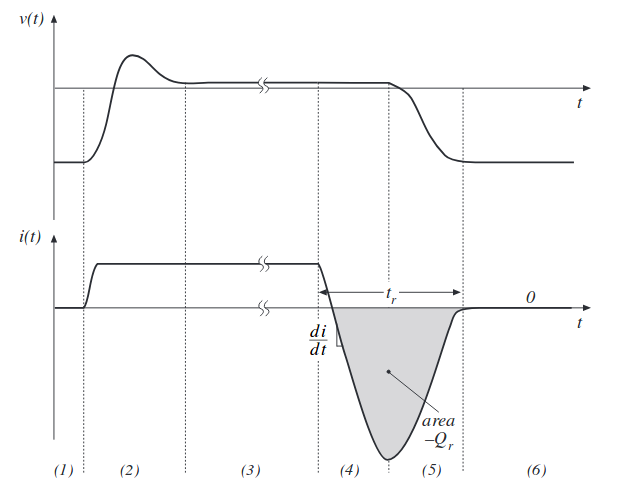 v(t)
t
i(t)
t_r
0
t
di
dt
area
–Q_r
(1) (2) (3) (4) (5) (6)